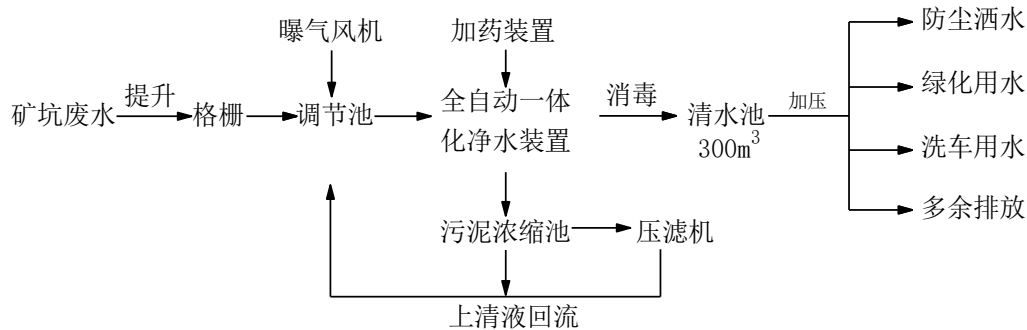 曝气风机
加药装置
防尘洒水
矿坑废水
提升
格栅
调节池
全自动一体
化净水装置
消毒
清水池
300m³
加压
绿化用水
洗车用水
多余排放
污泥浓缩池
压滤机
上清液回流